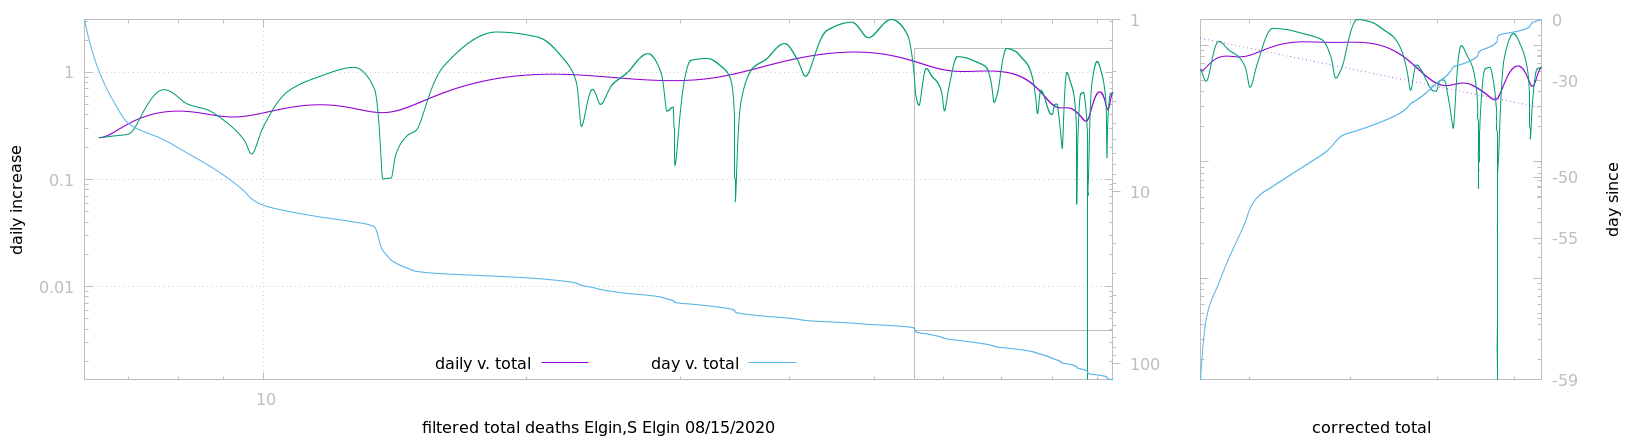 daily increase
1
0.1
0.01
10
1
10
100
daily v. total
day v. total
filtered total deaths Elgin,S Elgin 08/15/2020
0
-30
-50
-55
-59
day since
corrected total